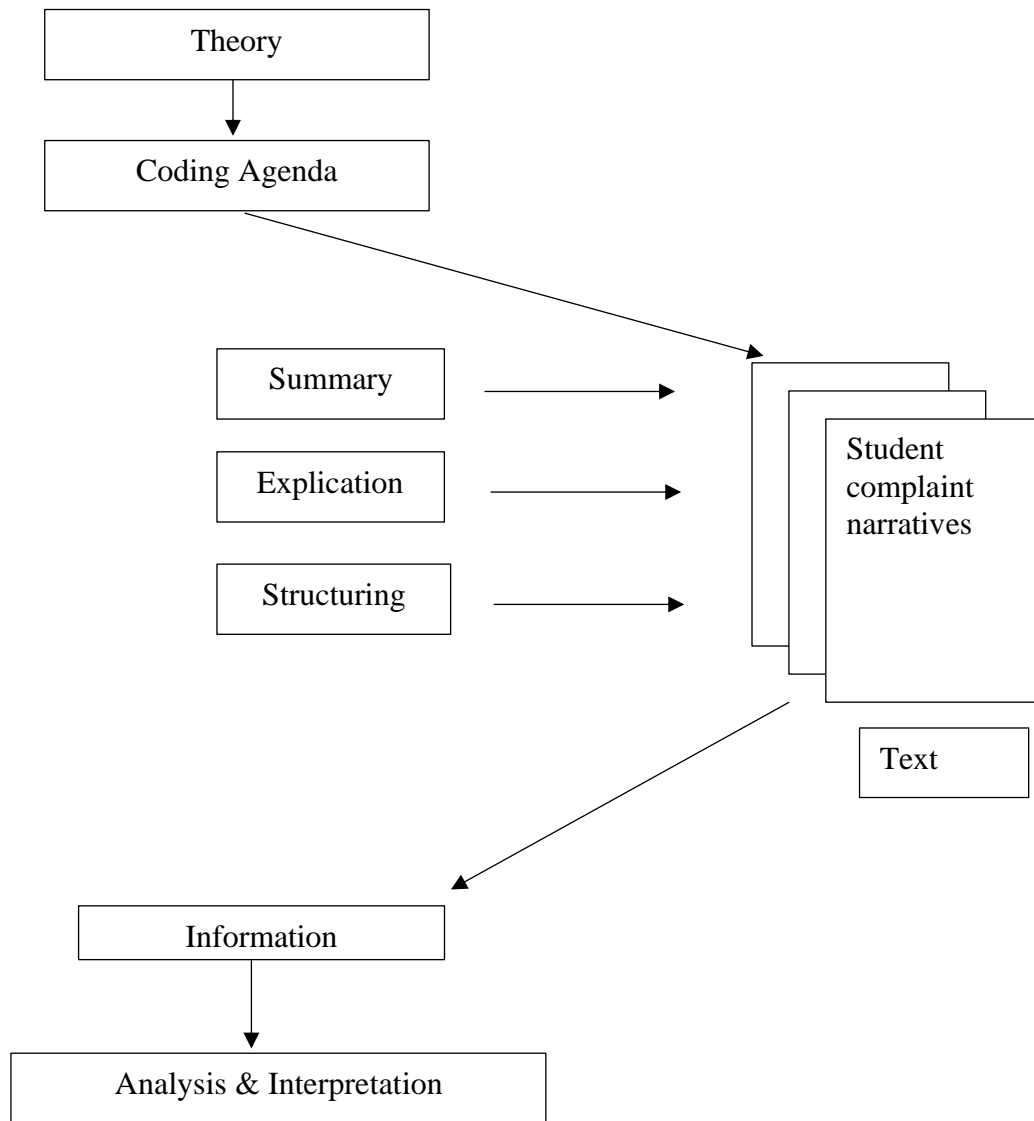 Theory
Coding Agenda
Summary
Explication
Structuring
Student
complaint
narratives
Text
Information
Analysis & Interpretation